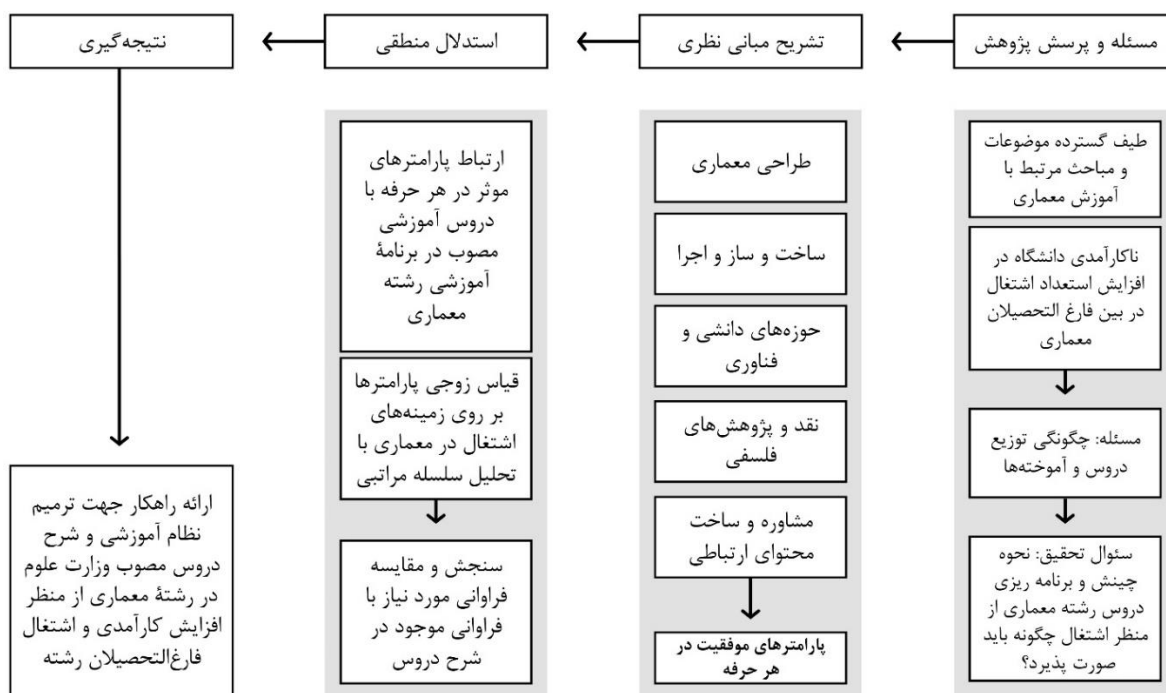 مسئله و پرسش پژوهش
تشریح مبانی نظری
استدلال منطقی
نتیجه‌گیری
طیف گسترده موضوعات
و مباحث مرتبط با
آموزش معماری
ناکارآمدی دانشگاه در
افزایش استعداد اشتغال
در بین فارغ التحصیلان
معماری
مسئله: چگونگی توزیع
دروس و آموخته‌ها
سئوال تحقیق: نحوه
چینش و برنامه ریزی
دروس رشته معماری از
منظر اشتغال چگونه باید
صورت پذیرد؟
طراحی معماری
ساخت و ساز و اجرا
حوزه‌های دانشی و
فناوری
نقد و پژوهش‌های
فلسفی
مشاوره و ساخت
محتوای ارتباطی
پارامترهای موفقیت در
هر حرفه
ارتباط پارامترهای
موثر در هر حرفه با
دروس آموزشی
مصوب در برنامۀ
آموزشی رشته
معماری
قیاس زوجی پارامترها
بر روی زمینه‌های
اشتغال در معماری با
تحلیل سلسله مراتبی
سنجش و مقایسه
فراوانی مورد نیاز با
فراوانی موجود در
شرح دروس
ارائه راهکار جهت ترمیم
نظام آموزشی و شرح
دروس مصوب وزارت علوم
در رشتۀ معماری از منظر
افزایش کارآمدی و اشتغال
فارغ‌التحصیلان رشته